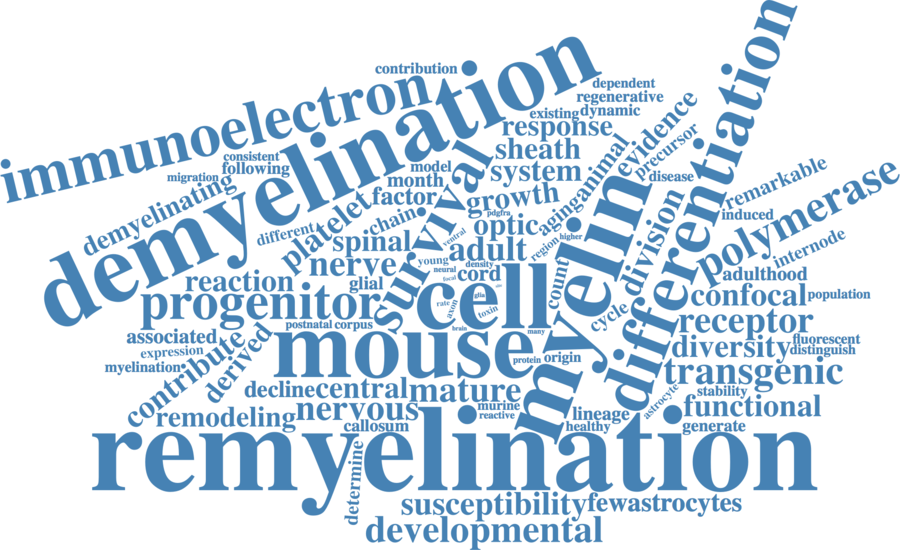 contribution
immunoelectron
demyelination
differentiation
dependent
regenerative
existing
dynamic
response
evidence
sheath
precursor
consistent
following
migration
model
month
factor
system
growth
aging
animal
disease
remarkable
induced
demyelinating
platelet
chain
different
survival
pdgfra
optic
polymerase
internode
spinal
ventral
adult
region
higher
myelin
division
reaction
nerve
young
neural
density
cord
glial
focal
glia
cell
count
adulthood
confocal
population
progenitor
rate
axon
toxin
cycle
postnatal
corpus
brain
many
receptor
associated
expression
myelination
derived
contribute
mouse
protein
origin
diversity
fluorescent
distinguish
transgenic
decline
central
mature
astrocyte
stability
remodeling
nervous
callosum
murine
reactive
lineage
healthy
functional
generate
remyelination
determine
susceptibility
few
astrocytes
developmental